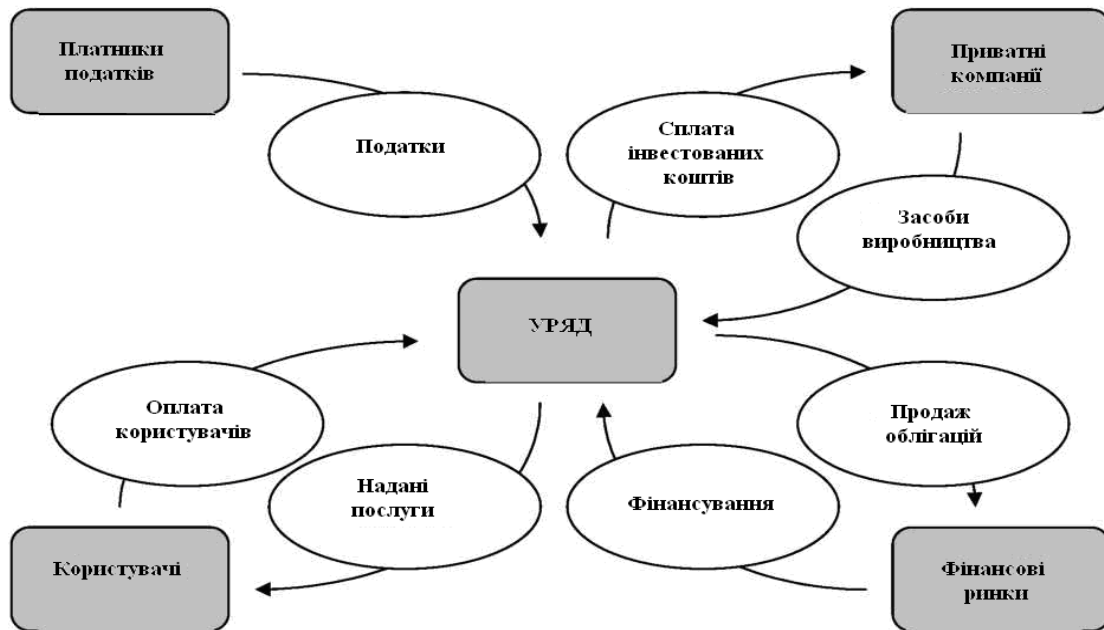 Платники
податків
Приватні
компанії
Податки
Сплата
інвестованих
коштів
Засоби
виробництва
УРЯД
Оплата
користувачів
Продаж
облігацій
Надані
послуги
Фінансування
Користувачі
Фінансові
ринки